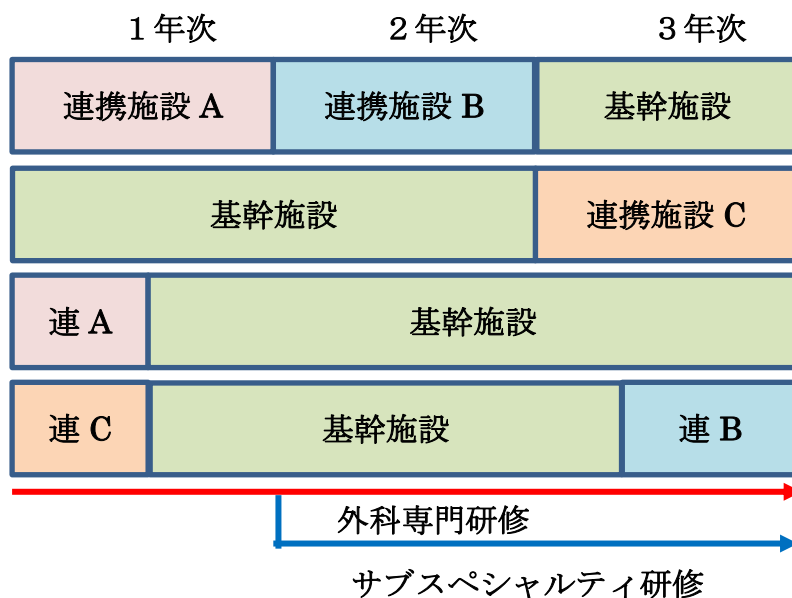 １年次 ２年次 ３年次
連携施設 A 連携施設 B 基幹施設
基幹施設 連携施設 C
連 A 基幹施設
連 C 基幹施設 連 B
外科専門研修
サブスペシャルティ研修